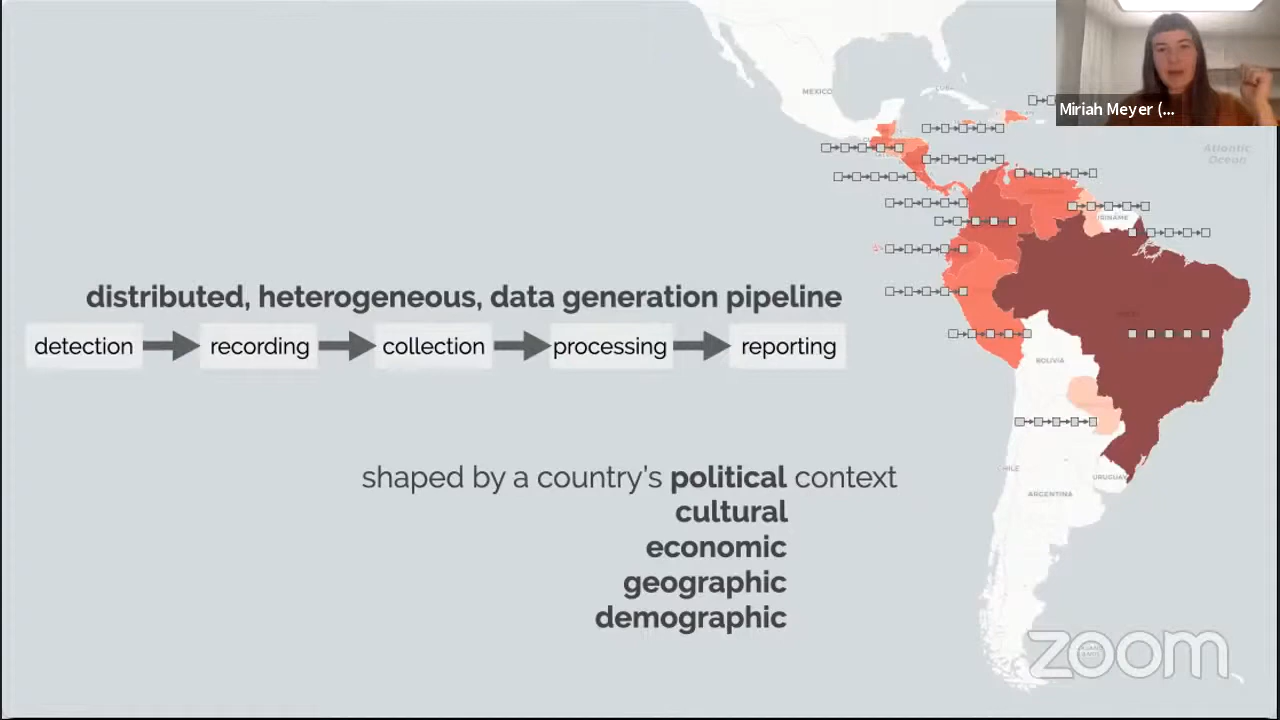 Miriah Meyer (...
MEXICO
CUBA
Atlantic
Ocean
distributed, heterogeneous, data generation pipeline
detection
recording
collection
processing
reporting
BOLIVIA
shaped by a country's political context
cultural
economic
geographic
demographic
CHILE
URUGUAY
ARGENTINA
zoom